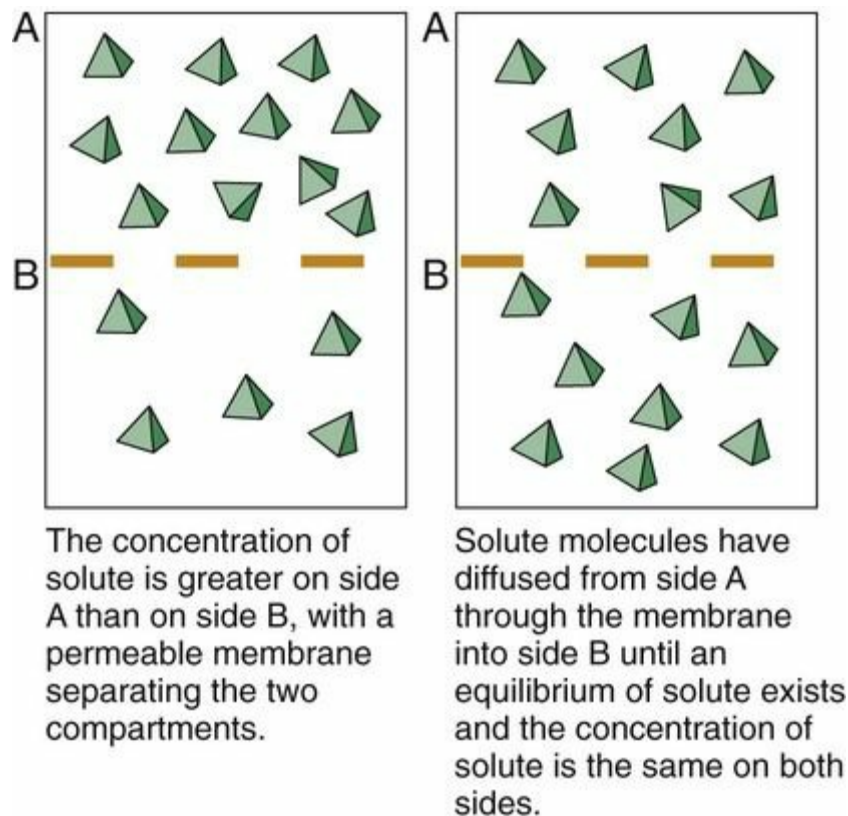 A
B
The concentration of
solute is greater on side
A than on side B, with a
permeable membrane
separating the two
compartments.
A
B
Solute molecules have
diffused from side A
through the membrane
into side B until an
equilibrium of solute exists
and the concentration of
solute is the same on both
sides.